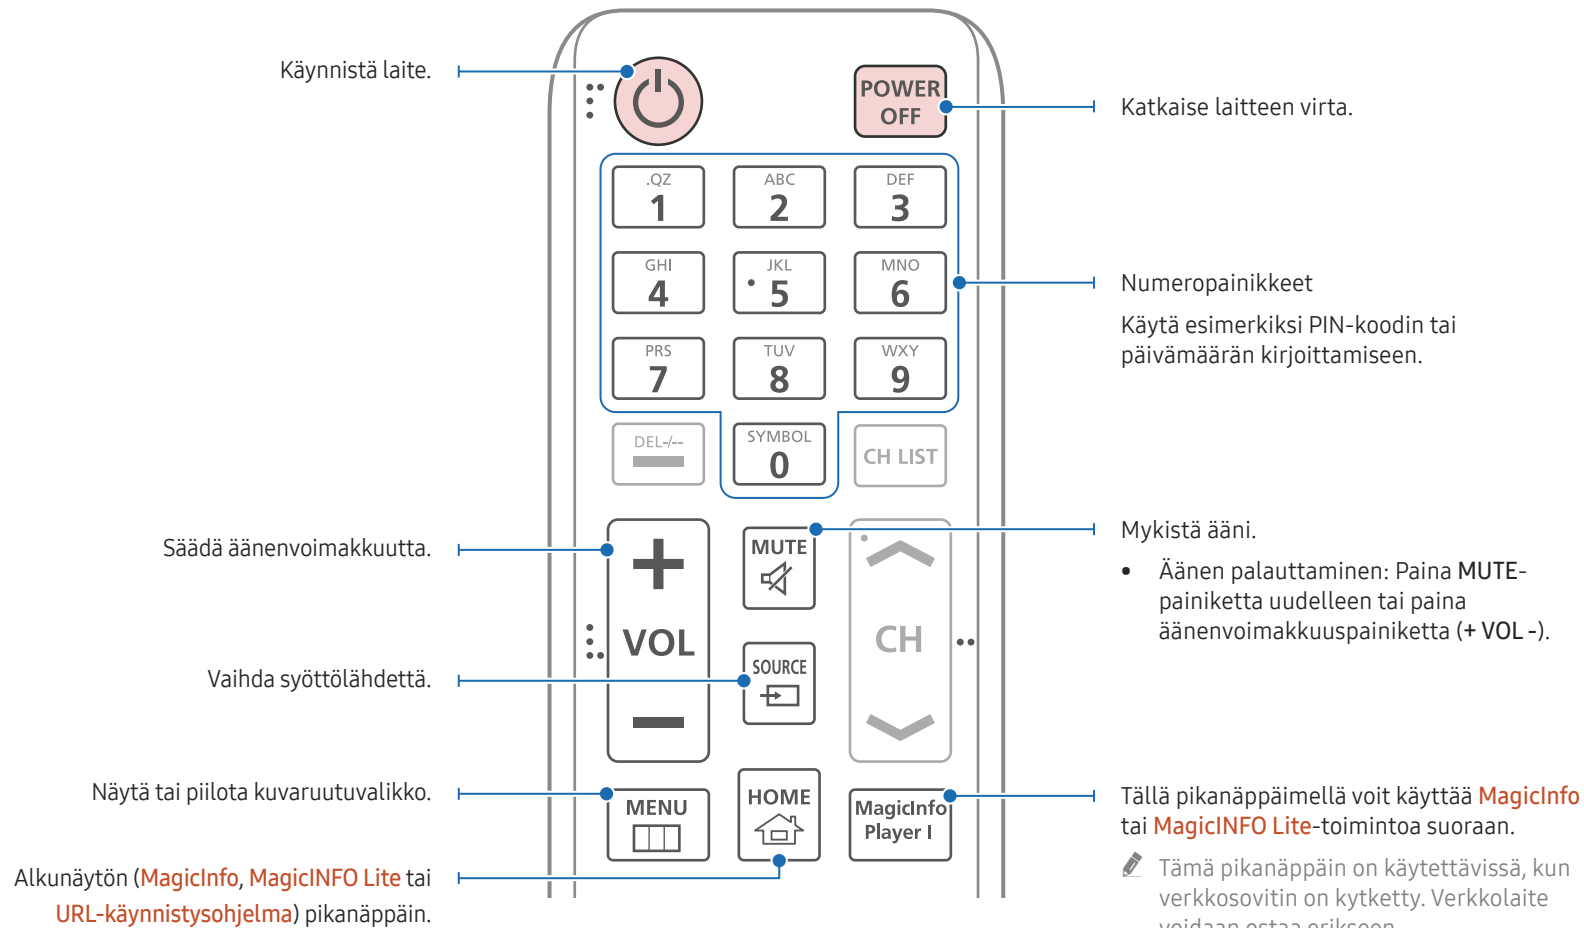 Käynnistä laite.
POWER
OFF
Katkaise laitteen virta.
.QZ
1
ABC
2
DEF
3
GHI
4
JKL
5
MNO
6
Numeropainikkeet
Käytä esimerkiksi PIN-koodin tai
päivämäärän kirjoittamiseen.
PRS
7
TUV
8
WXY
9
DEL-/--
SYMBOL
0
CH LIST
Säädä äänenvoimakkuutta.
VOL
MUTE
CH
Mykistä ääni.
• Äänen palauttaminen: Paina MUTE-
painiketta uudelleen tai paina
äänenvoimakkuuspainiketta (+ VOL -).
Vaihda syöttölähdettä.
SOURCE
Näytä tai piilota kuvaruutuvalikko.
MENU
HOME
MagicInfo
Player I
Tällä pikanäppäimellä voit käyttää MagicInfo
tai MagicINFO Lite-toimintoa suoraan.
Tämä pikanäppäin on käytettävissä, kun
verkkosovitin on kytketty. Verkkolaite
voidaan ostaa erikseen.
Alkunäytön (MagicInfo, MagicINFO Lite tai
URL-käynnistysohjelma) pikanäppäin.